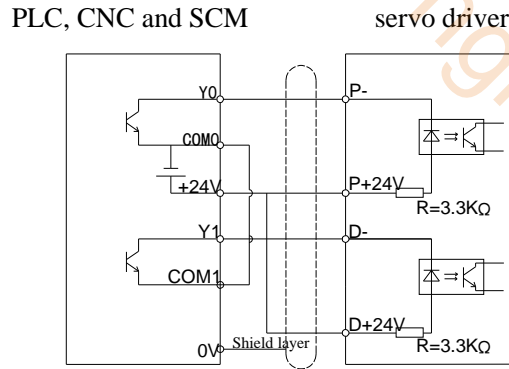 PLC, CNC and SCM servo driver
Y0 P-
COM0
+24V P+24V
R=3.3KΩ
Y1 D-
COM1
D+24V
0V Shield layer R=3.3KΩ